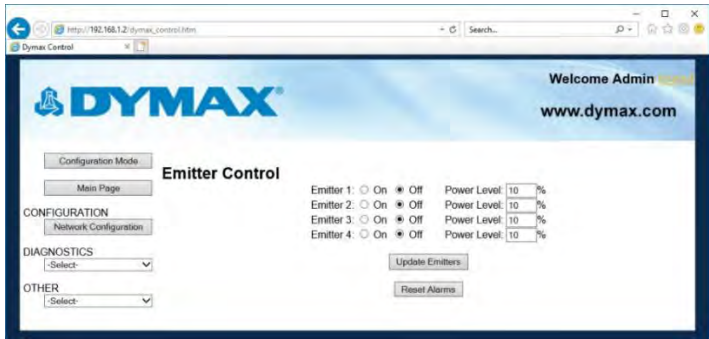 http://192.168.1.2/dymax_control.htm
Search...
Dymax Control
Welcome Admin
DYMAX
www.dymax.com
Configuration Mode
Emitter Control
Main Page
Emitter 1: On Off Power Level: 10 %
Emitter 2: On Off Power Level: 10 %
CONFIGURATION
Emitter 3: On Off Power Level: 10 %
Network Configuration
Emitter 4: On Off Power Level: 10 %
DIAGNOSTICS
-Select-
Update Emitters
OTHER
Reset Alarms
-Select-